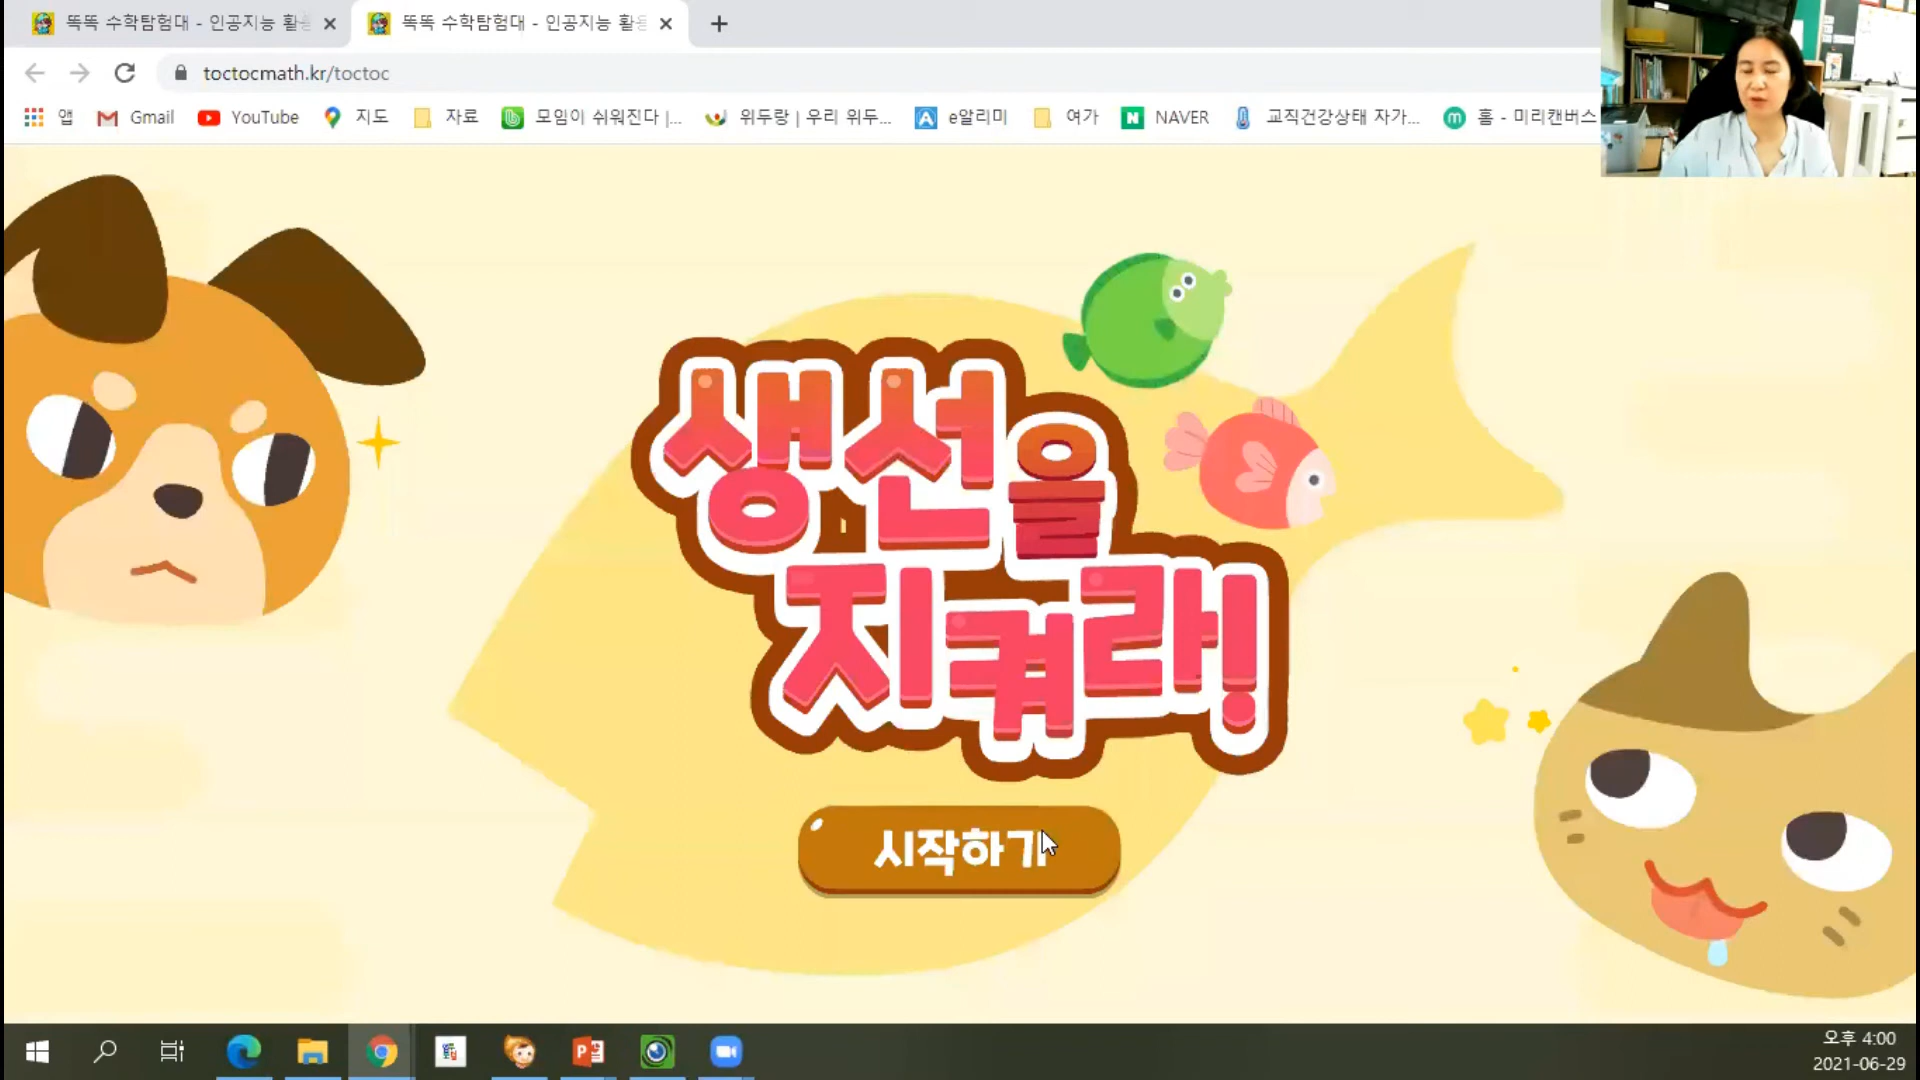 똑똑 수학탐험대 - 인공지능 활용
똑똑 수학탐험대 - 인공지능 활용
toctocmath.kr/toctoc
앱 Gmail YouTube 지도 자료 모임이 쉬워진다 |... 위두랑 | 우리 위두... e알리미 여가 NAVER 교직건강상태 자가... 홈 - 미리캔버스
생선을
지켜라!
시작하기
오후 4:00
2021-06-29